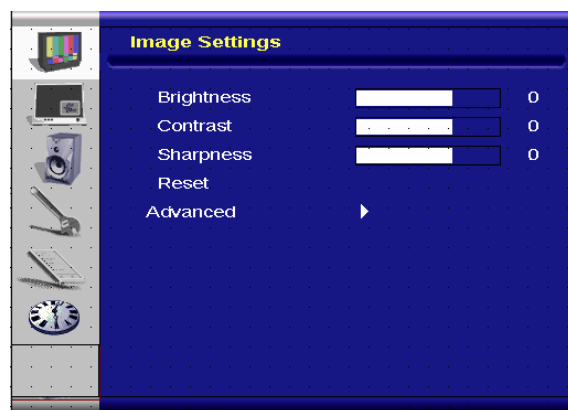 Image Settings
Brightness 0
Contrast 0
Sharpness 0
Reset
Advanced